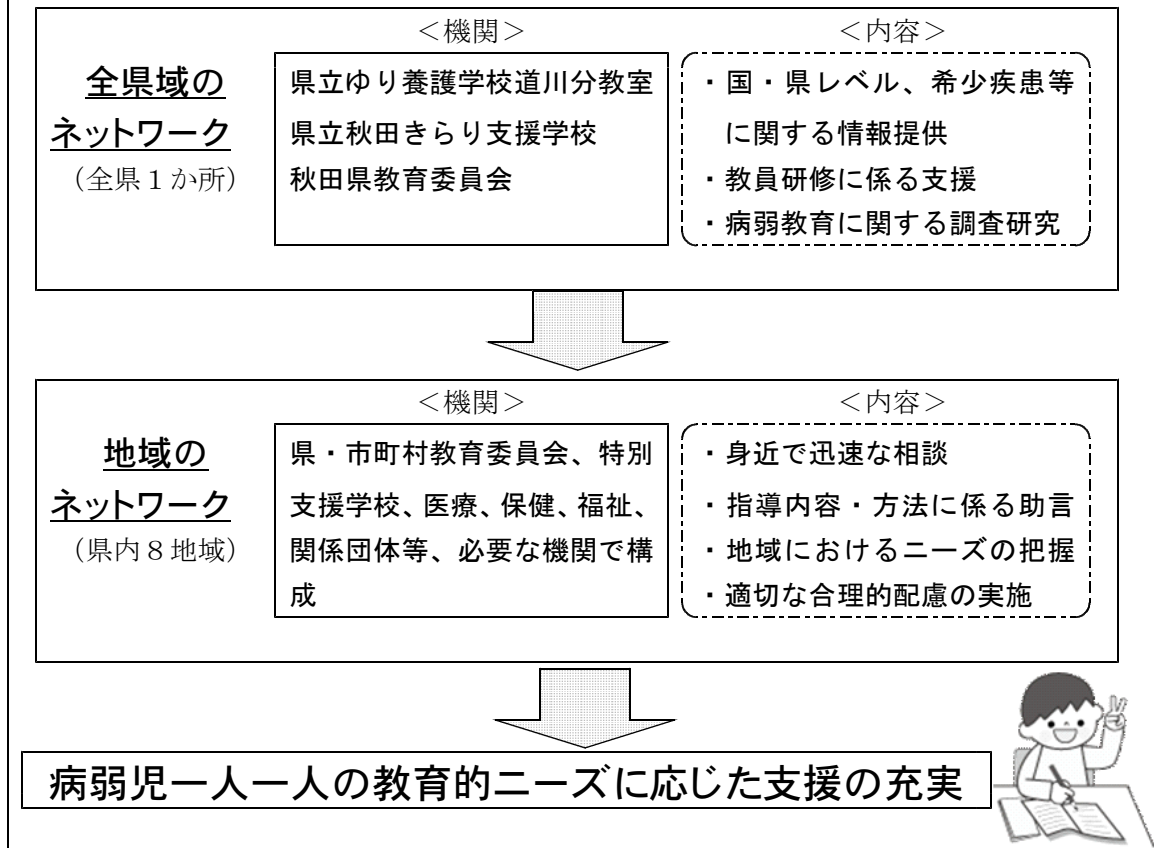 ＜機関＞
＜内容＞
全県域の
ネットワーク
（全県１か所）
県立ゆり養護学校道川分教室
県立秋田きらり支援学校
秋田県教育委員会
・国・県レベル、希少疾患等
に関する情報提供
・教員研修に係る支援
・病弱教育に関する調査研究
＜機関＞
＜内容＞
地域の
ネットワーク
（県内８地域）
県・市町村教育委員会、特別
支援学校、医療、保健、福祉、
関係団体等、必要な機関で構
成
・身近で迅速な相談
・指導内容・方法に係る助言
・地域におけるニーズの把握
・適切な合理的配慮の実施
病弱児一人一人の教育的ニーズに応じた支援の充実